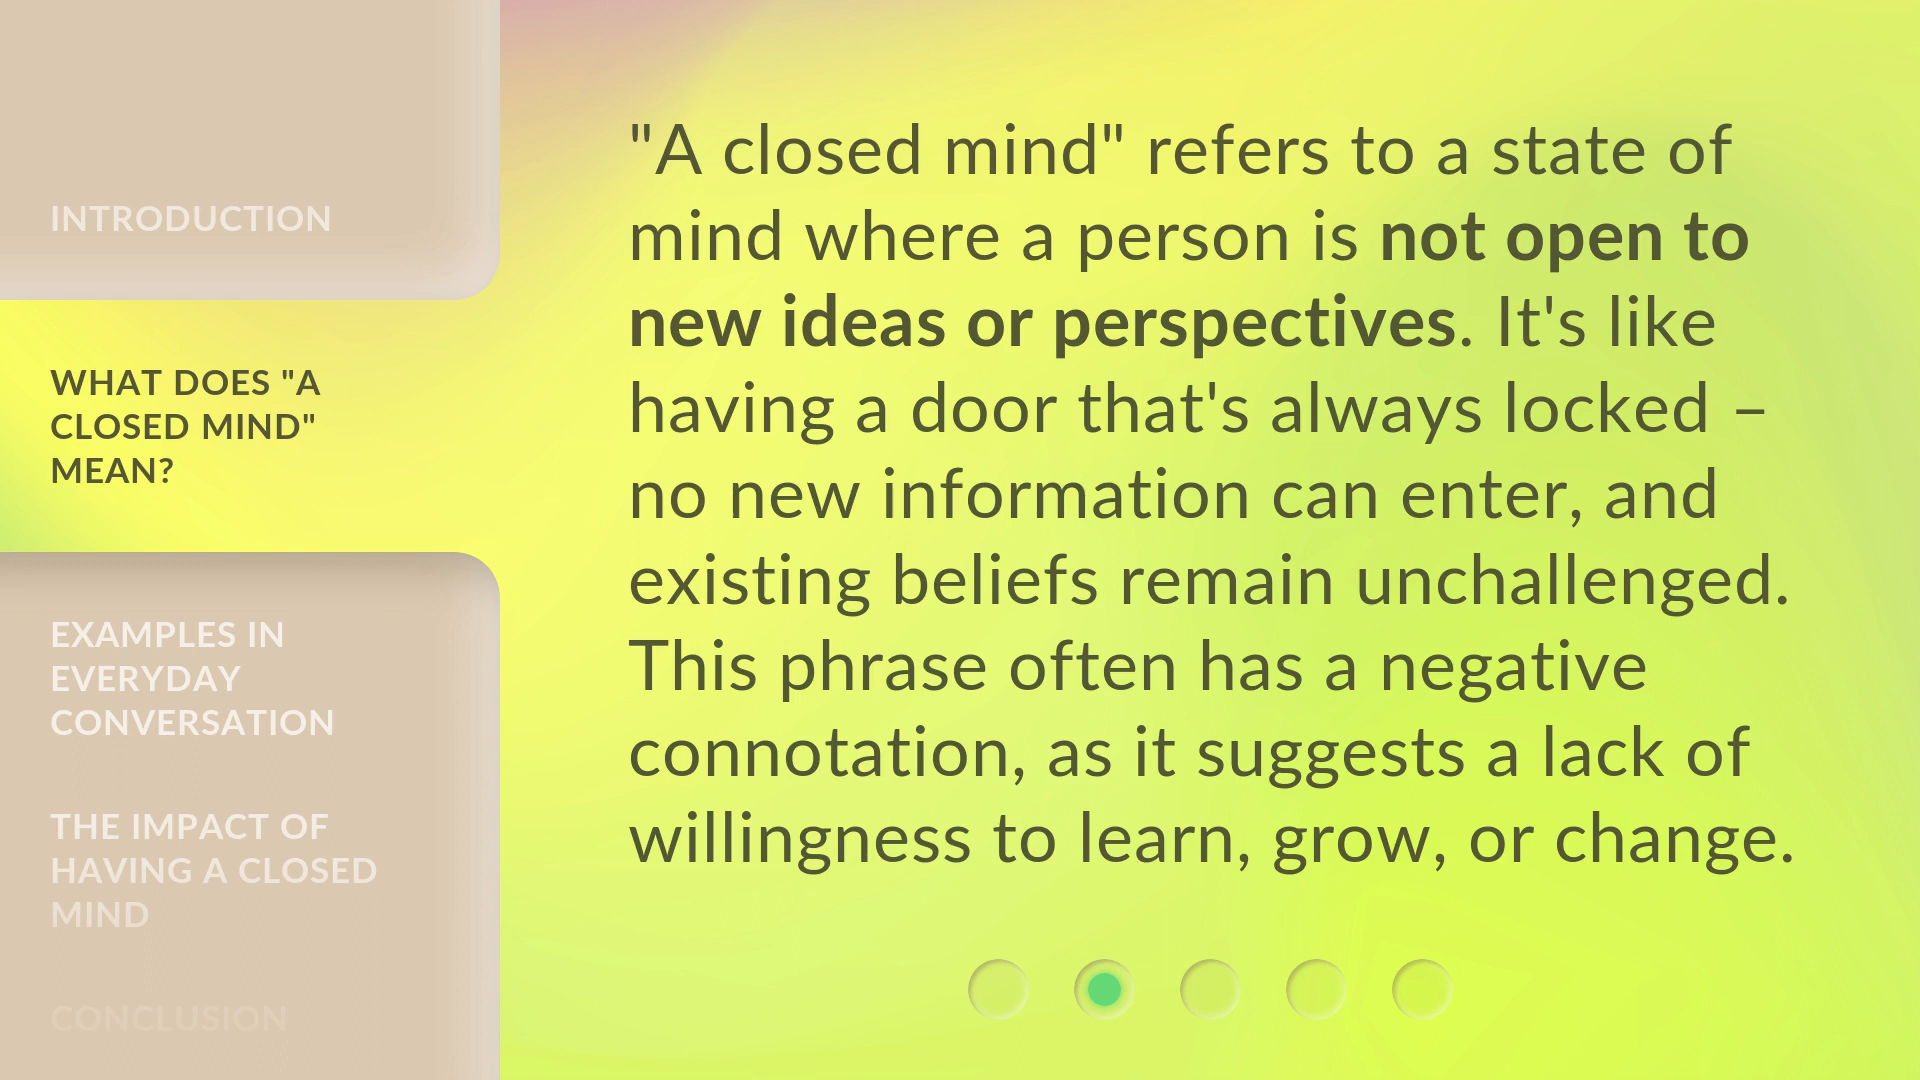 INTRODUCTION
WHAT DOES "A
CLOSED MIND"
MEAN?
EXAMPLES IN
EVERYDAY
CONVERSATION
THE IMPACT OF
HAVING A CLOSED
MIND
CONCLUSION
"A closed mind" refers to a state of
mind where a person is not open to
new ideas or perspectives. It's like
having a door that's always locked –
no new information can enter, and
existing beliefs remain unchallenged.
This phrase often has a negative
connotation, as it suggests a lack of
willingness to learn, grow, or change.